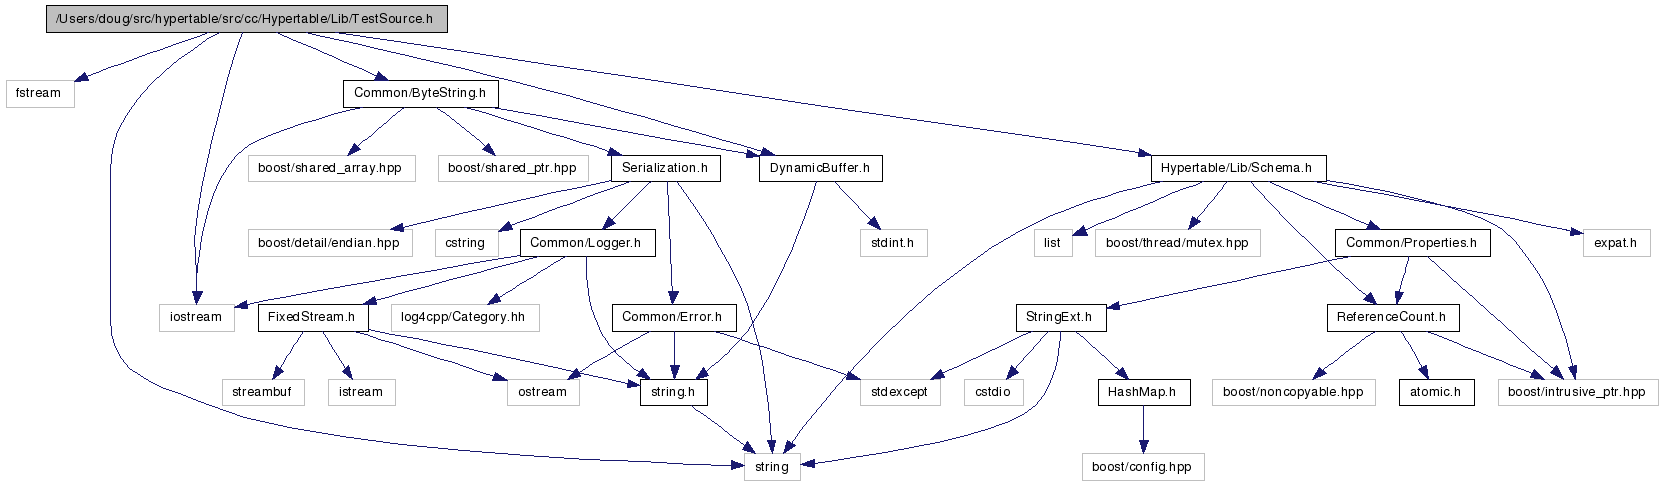 /Users/doug/src/hypertable/src/cc/Hypertable/Lib/TestSource.h
fstream
Common/ByteString.h
boost/shared_array.hpp
boost/shared_ptr.hpp
Serialization.h
DynamicBuffer.h
Hypertable/Lib/Schema.h
boost/detail/endian.hpp
cstring
Common/Logger.h
stdint.h
list
boost/thread/mutex.hpp
Common/Properties.h
expat.h
iostream
FixedStream.h
log4cpp/Category.hh
Common/Error.h
StringExt.h
ReferenceCount.h
streambuf
istream
ostream
string.h
stdexcept
cstdio
HashMap.h
boost/noncopyable.hpp
atomic.h
boost/intrusive_ptr.hpp
string
boost/config.hpp